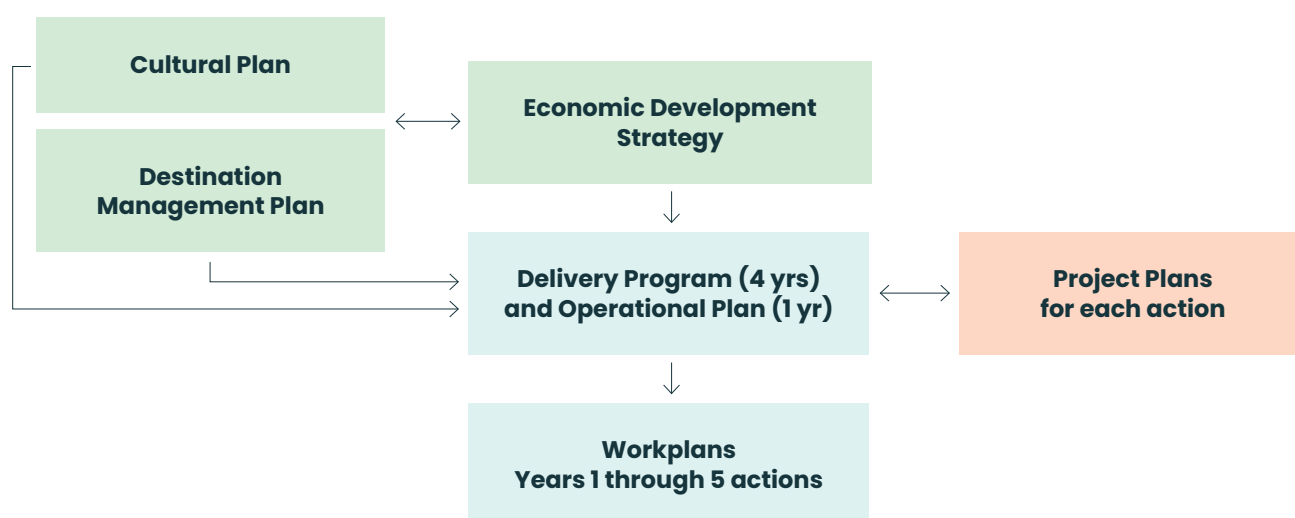 Cultural Plan
Destination
Management Plan
Economic Development
Strategy
Delivery Program (4 yrs)
and Operational Plan (1 yr)
Project Plans
for each action
Workplans
Years 1 through 5 actions